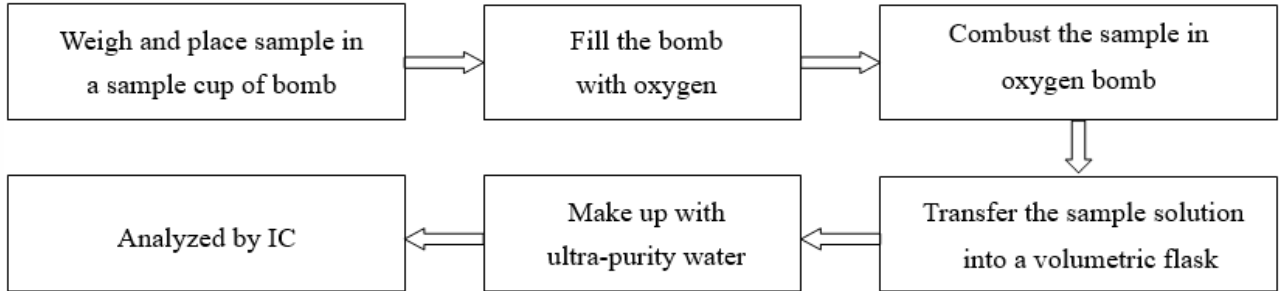 Weigh and place sample in
a sample cup of bomb
Fill the bomb
with oxygen
Combust the sample in
oxygen bomb
Transfer the sample solution
into a volumetric flask
Make up with
ultra-purity water
Analyzed by IC